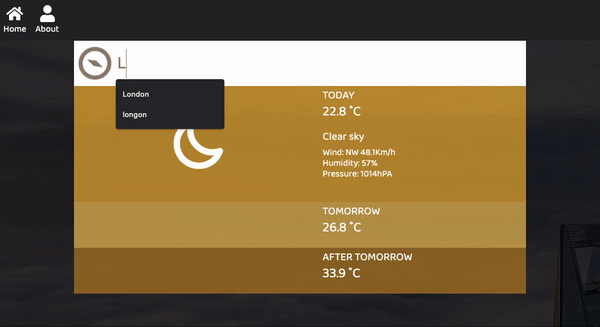 Home About
L
London
longon
TODAY
22.8 °C
Clear sky
Wind: NW 48.1Km/h
Humidity: 57%
Pressure: 1014hPA
TOMORROW
26.8 °C
AFTER TOMORROW
33.9 °C